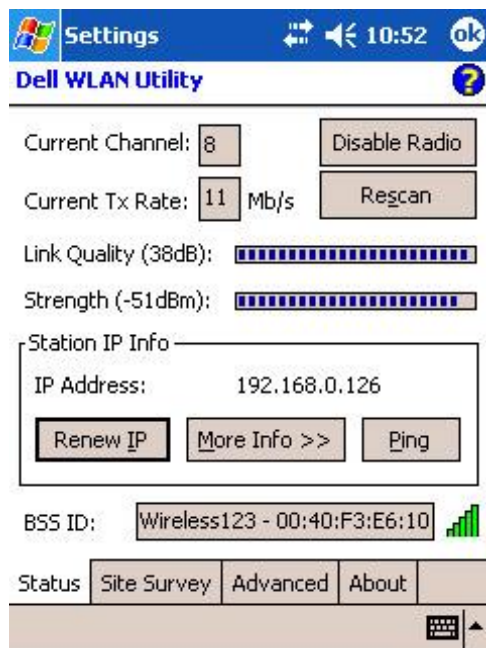 Settings 10:52 ok
Dell WLAN Utility ?
Current Channel: 8 Disable Radio
Current Tx Rate: 11 Mb/s Rescan
Link Quality (38dB):
Strength (-51dBm):
Station IP Info
IP Address: 192.168.0.126
Renew IP More Info >> Ping
BSS ID: Wireless123 - 00:40:F3:E6:10
Status Site Survey Advanced About